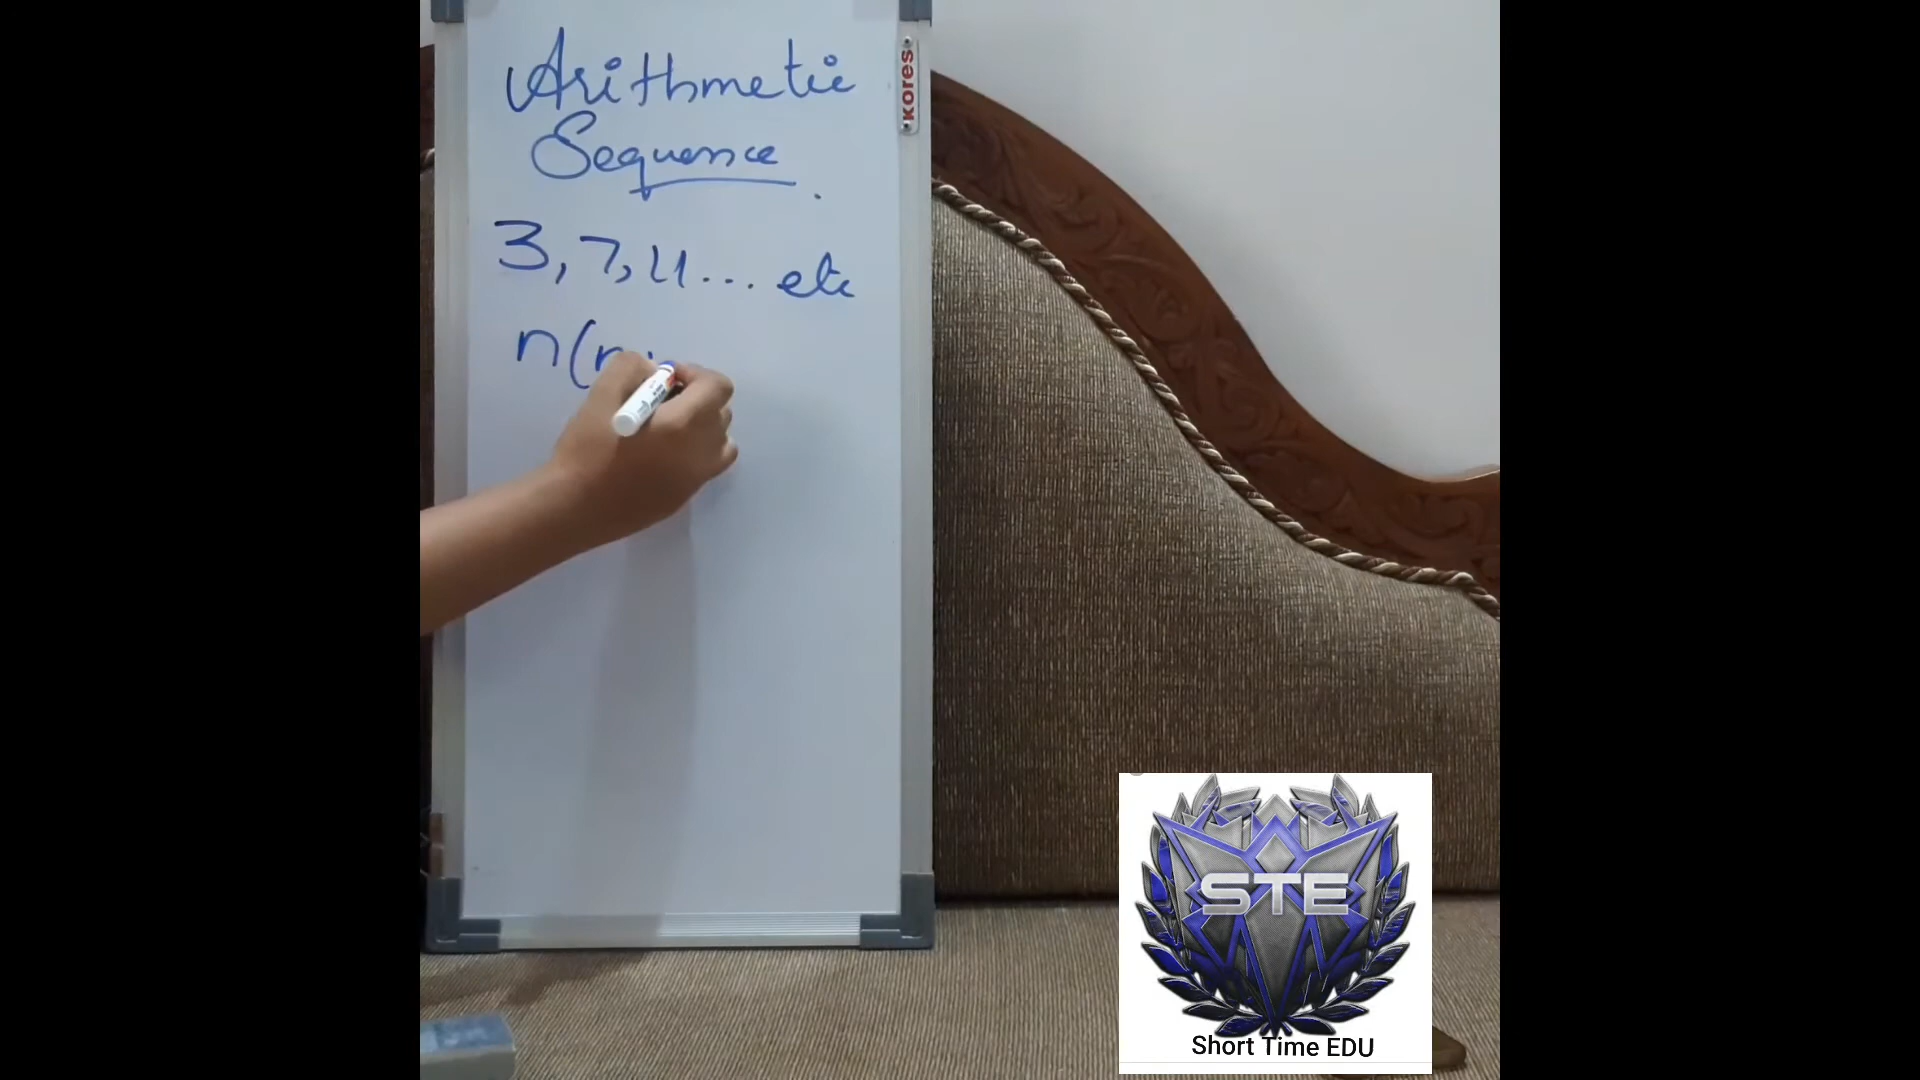 Arithmetic
Sequence
3, 7, 11... etc
n(n
kores
STE
Short Time EDU